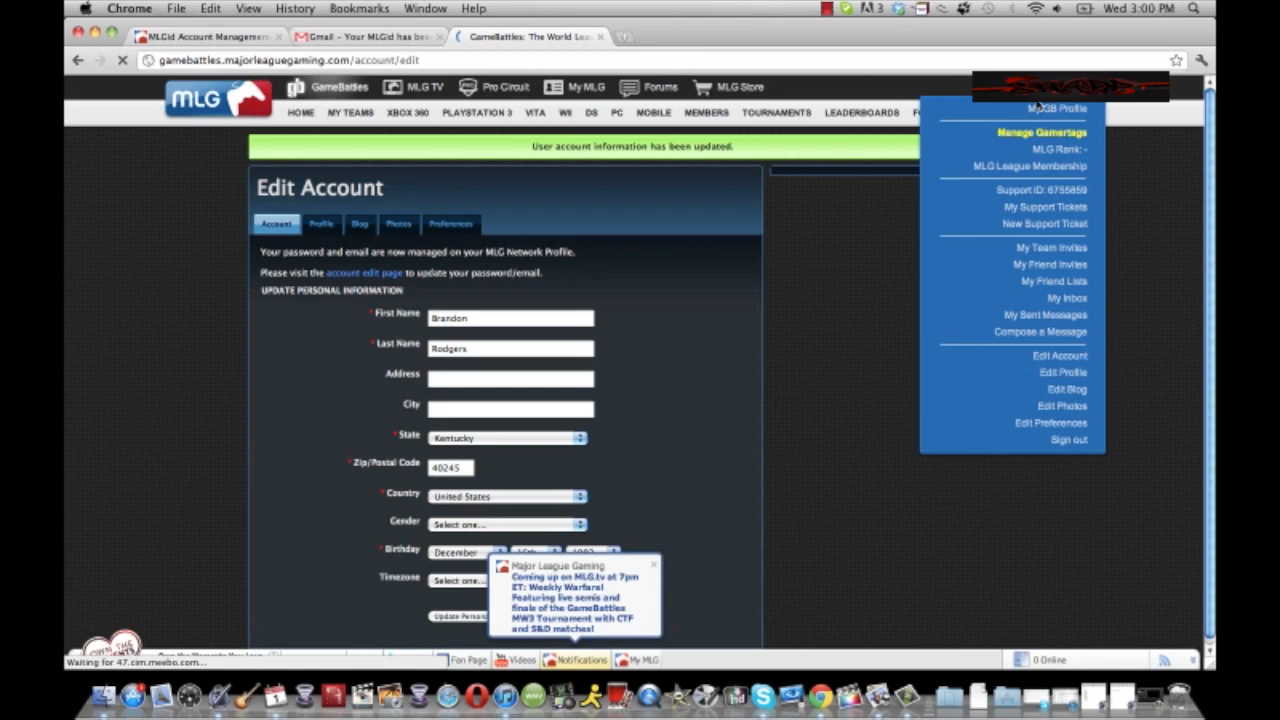 Chrome File Edit View History Bookmarks Window Help
Wed 3:00 PM
MLGid Account Management
Gmail – Your MLGid has bee
GameBattles: The World Lea
gamebattles.majorleaguegaming.com/account/edit
MLG
gb GameBattles MLG TV Pro Circuit My MLG Forums MLG Store
HOME MY TEAMS XBOX 360 PLAYSTATION 3 VITA WII DS PC MOBILE MEMBERS TOURNAMENTS LEADERBOARDS
User account information has been updated.
Edit Account
Account Profile Blog Photos Preferences
Your password and email are now managed on your MLG Network Profile.
Please visit the account edit page to update your password/email.
UPDATE PERSONAL INFORMATION
* First Name Brandon
* Last Name Rodgers
Address
City
* State Kentucky
* Zip/Postal Code 40245
* Country United States
Gender Select one...
* Birthday December
Timezone Select one...
Update Persona
Major League Gaming
Coming up on MLG.tv at 7pm
ET: Weekly Warfare!
Featuring live semis and
finals of the GameBattles
MW3 Tournament with CTF
and S&D matches!
Profile
Manage Gamertags
MLG Rank: -
MLG League Membership
Support ID: 6755859
My Support Tickets
New Support Ticket
My Team Invites
My Friend Invites
My Friend Lists
My Inbox
My Sent Messages
Compose a Message
Edit Account
Edit Profile
Edit Blog
Edit Photos
Edit Preferences
Sign out
Waiting for 47.cim.meebo.com...
Fan Page Videos Notifications My MLG
0 Online